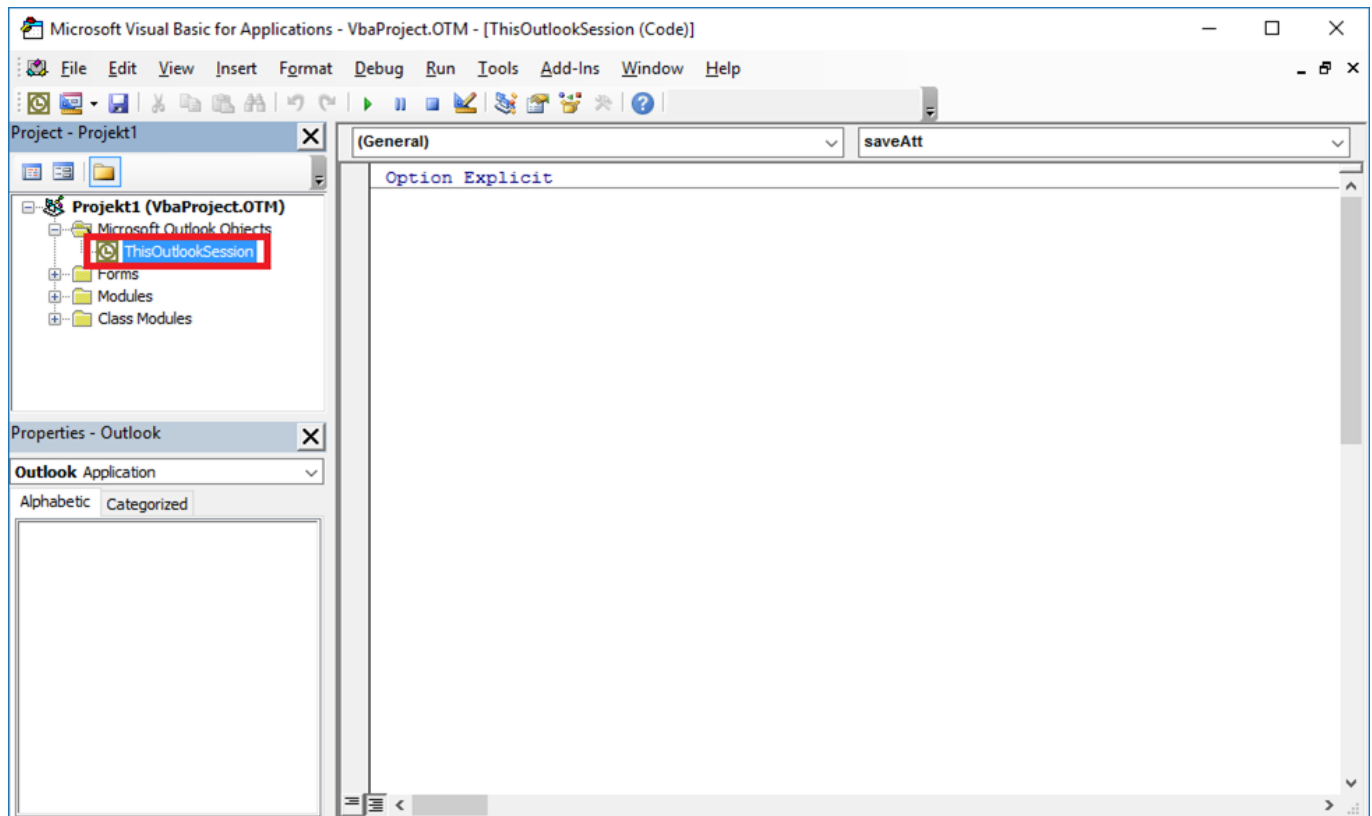 Microsoft Visual Basic for Applications - VbaProject.OTM - [ThisOutlookSession (Code)]
File Edit View Insert Format Debug Run Tools Add-Ins Window Help
Project - Projekt1
(General)
saveAtt
Option Explicit
Projekt1 (VbaProject.OTM)
Microsoft Outlook Objects
ThisOutlookSession
Forms
Modules
Class Modules
Properties - Outlook
Outlook Application
Alphabetic Categorized